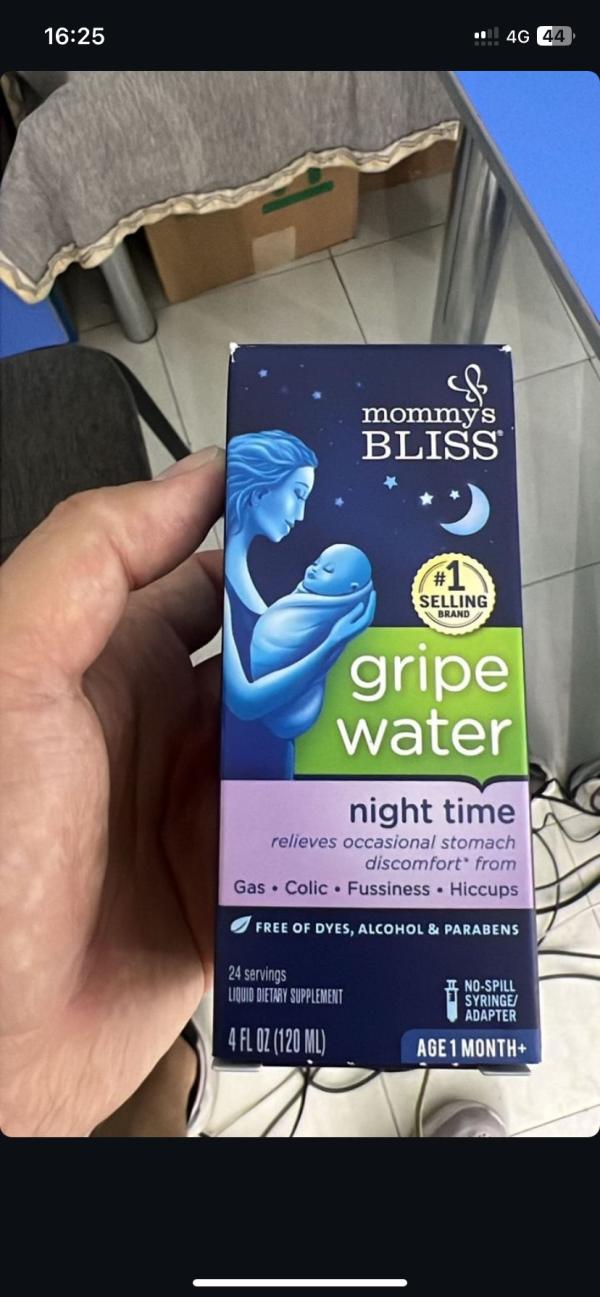 16:25
4G 44
mommy's
BLISS®
#1
SELLING
BRAND
gripe
water
night time
relieves occasional stomach
discomfort* from
Gas • Colic • Fussiness • Hiccups
FREE OF DYES, ALCOHOL & PARABENS
24 servings
LIQUID DIETARY SUPPLEMENT
NO-SPILL
SYRINGE/
ADAPTER
4 FL OZ (120 ML)
AGE 1 MONTH+